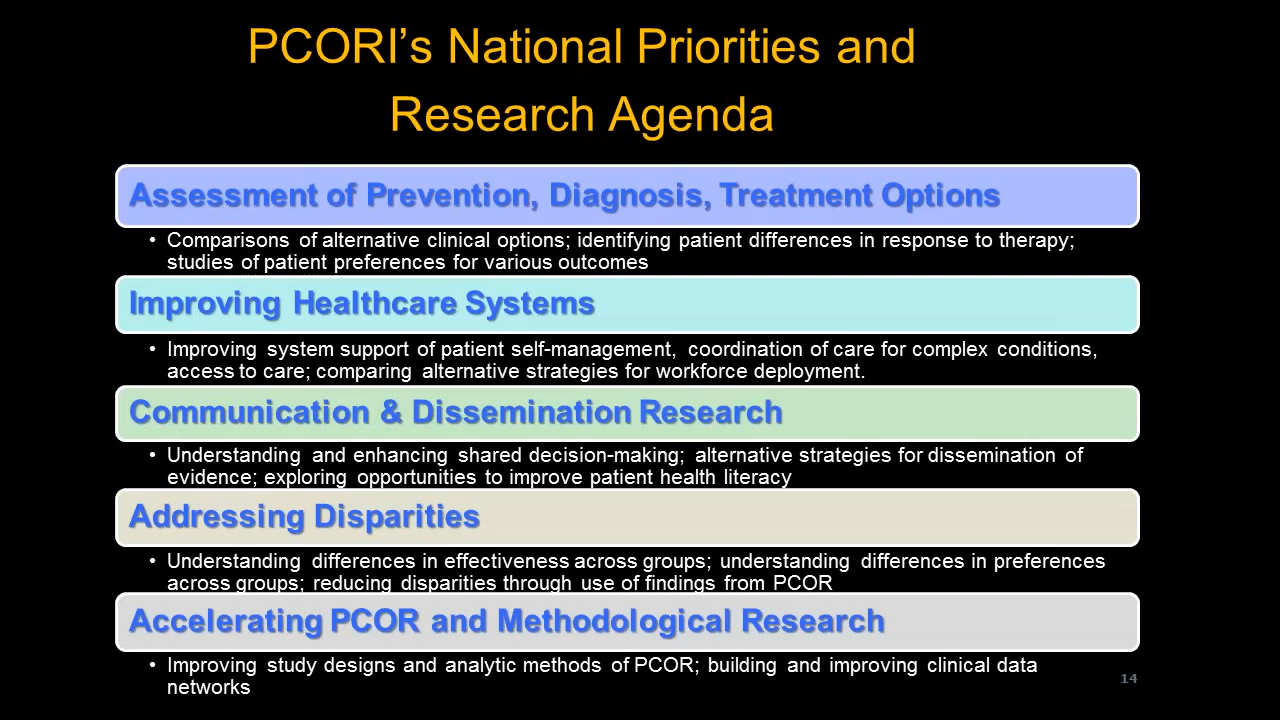 PCORI’s National Priorities and
Research Agenda
Assessment of Prevention, Diagnosis, Treatment Options
• Comparisons of alternative clinical options; identifying patient differences in response to therapy;
studies of patient preferences for various outcomes
Improving Healthcare Systems
• Improving system support of patient self-management, coordination of care for complex conditions,
access to care; comparing alternative strategies for workforce deployment.
Communication & Dissemination Research
• Understanding and enhancing shared decision-making; alternative strategies for dissemination of
evidence; exploring opportunities to improve patient health literacy
Addressing Disparities
• Understanding differences in effectiveness across groups; understanding differences in preferences
across groups; reducing disparities through use of findings from PCOR
Accelerating PCOR and Methodological Research
• Improving study designs and analytic methods of PCOR; building and improving clinical data
networks
14